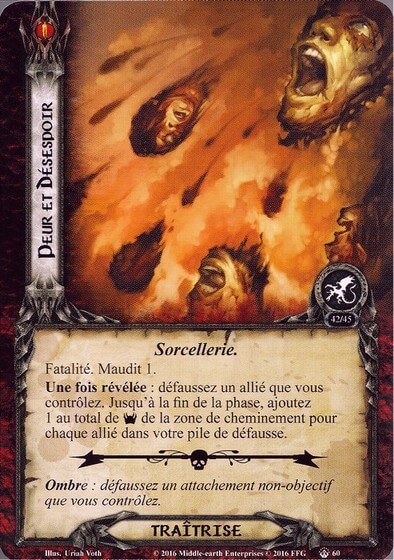 Peur et Désespoir
42/45
Sorcellerie.
Fatalité. Maudit 1.
Une fois révélée : défaussez un allié que vous
contrôlez. Jusqu'à la fin de la phase, ajoutez
1 au total de de la zone de cheminement pour
chaque allié dans votre pile de défausse.
Ombre : défaussez un attachement non-objectif
que vous contrôlez.
TRAÎTRISE
Illus. Uriah Voth © 2016 Middle-earth Enterprises © 2016 FFG 60